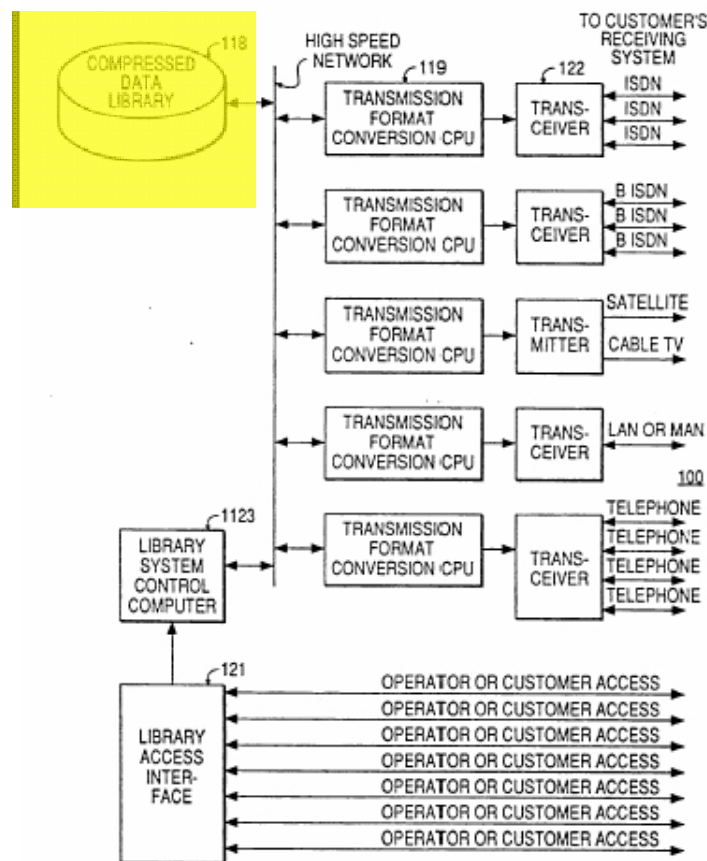 118
COMPRESSED
DATA
LIBRARY
HIGH SPEED
NETWORK
119
TRANSMISSION
FORMAT
CONVERSION CPU
122
TRANS-
CEIVER
TO CUSTOMER'S
RECEIVING
SYSTEM
ISDN
ISDN
ISDN
TRANSMISSION
FORMAT
CONVERSION CPU
TRANS-
CEIVER
B ISDN
B ISDN
B ISDN
TRANSMISSION
FORMAT
CONVERSION CPU
TRANS-
MITTER
SATELLITE
CABLE TV
TRANSMISSION
FORMAT
CONVERSION CPU
TRANS-
CEIVER
LAN OR MAN
100
TRANSMISSION
FORMAT
CONVERSION CPU
TRANS-
CEIVER
TELEPHONE
TELEPHONE
TELEPHONE
TELEPHONE
1123
LIBRARY
SYSTEM
CONTROL
COMPUTER
121
LIBRARY
ACCESS
INTER-
FACE
OPERATOR OR CUSTOMER ACCESS
OPERATOR OR CUSTOMER ACCESS
OPERATOR OR CUSTOMER ACCESS
OPERATOR OR CUSTOMER ACCESS
OPERATOR OR CUSTOMER ACCESS
OPERATOR OR CUSTOMER ACCESS
OPERATOR OR CUSTOMER ACCESS